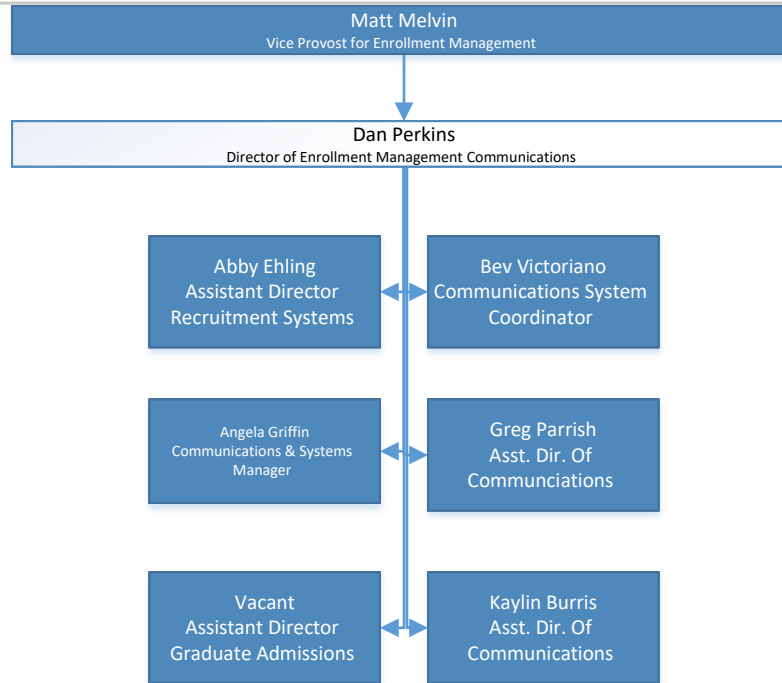 Matt Melvin
Vice Provost for Enrollment Management
Dan Perkins
Director of Enrollment Management Communications
Abby Ehling
Assistant Director
Recruitment Systems
Bev Victoriano
Communications System
Coordinator
Angela Griffin
Communications & Systems
Manager
Greg Parrish
Asst. Dir. Of
Communciations
Vacant
Assistant Director
Graduate Admissions
Kaylin Burris
Asst. Dir. Of
Communications